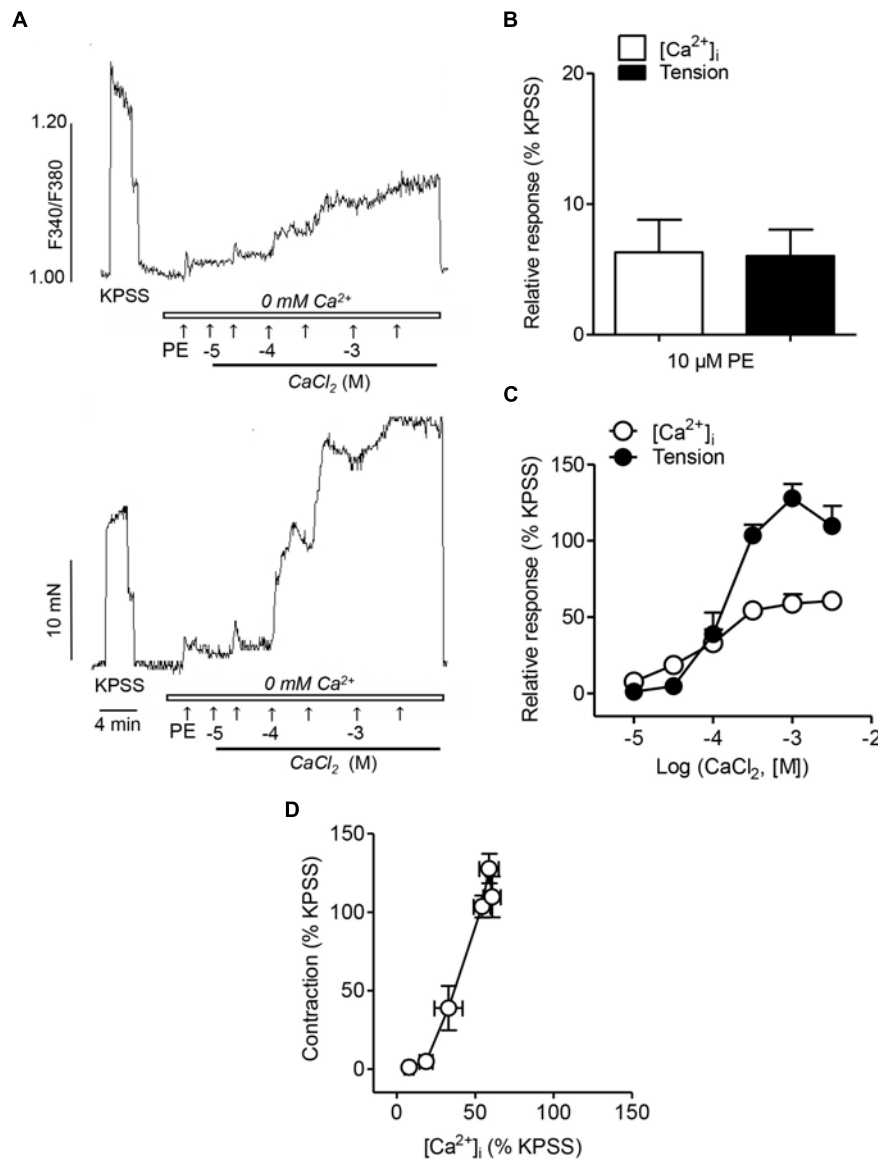 A
1.20
F340/F380
1.00
KPSS
0 mM Ca²⁺
↑ ↑ ↑ ↑ ↑ ↑ ↑
PE -5 -4 -3
CaCl₂ (M)
10 mN
KPSS
4 min
0 mM Ca²⁺
↑ ↑ ↑ ↑ ↑ ↑ ↑
PE -5 -4 -3
CaCl₂ (M)
B
[Ca²⁺]ᵢ
Tension
Relative response (% KPSS)
20
10
0
10 µM PE
C
[Ca²⁺]ᵢ
Tension
Relative response (% KPSS)
150
100
50
0
-5 -4 -3 -2
Log (CaCl₂, [M])
D
Contraction (% KPSS)
150
100
50
0
0 50 100 150
[Ca²⁺]ᵢ (% KPSS)